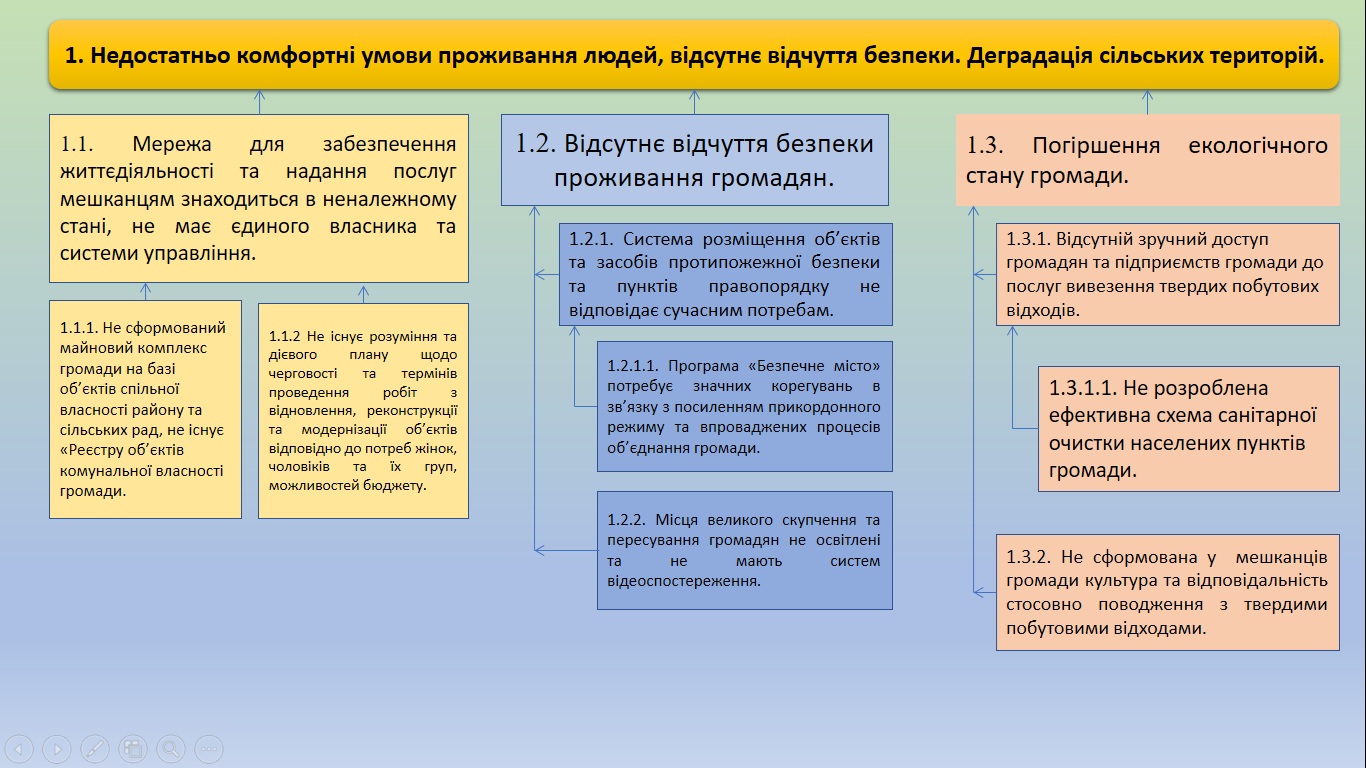 1. Недостатньо комфортні умови проживання людей, відсутнє відчуття безпеки. Деградація сільських територій.
1.1. Мережа для забезпечення
життєдіяльності та надання послуг
мешканцям знаходиться в неналежному
стані, не має єдиного власника та
системи управління.
1.1.1. Не сформований
майновий комплекс
громади на базі
об’єктів спільної
власності району та
сільських рад, не існує
«Реєстру об’єктів
комунальної власності
громади.
1.1.2 Не існує розуміння та
дієвого плану щодо
черговості та термінів
проведення робіт з
відновлення, реконструкції
та модернізації об’єктів
відповідно до потреб жінок,
чоловіків та їх груп,
можливостей бюджету.
1.2. Відсутнє відчуття безпеки
проживання громадян.
1.2.1. Система розміщення об’єктів
та засобів протипожежної безпеки
та пунктів правопорядку не
відповідає сучасним потребам.
1.2.1.1. Програма «Безпечне місто»
потребує значних корегувань в
зв’язку з посиленням прикордонного
режиму та впроваджених процесів
об’єднання громади.
1.2.2. Місця великого скупчення та
пересування громадян не освітлені
та не мають систем
відеоспостереження.
1.3. Погіршення екологічного
стану громади.
1.3.1. Відсутній зручний доступ
громадян та підприємств громади до
послуг вивезення твердих побутових
відходів.
1.3.1.1. Не розроблена
ефективна схема санітарної
очистки населених пунктів
громади.
1.3.2. Не сформована у мешканців
громади культура та відповідальність
стосовно поводження з твердими
побутовими відходами.